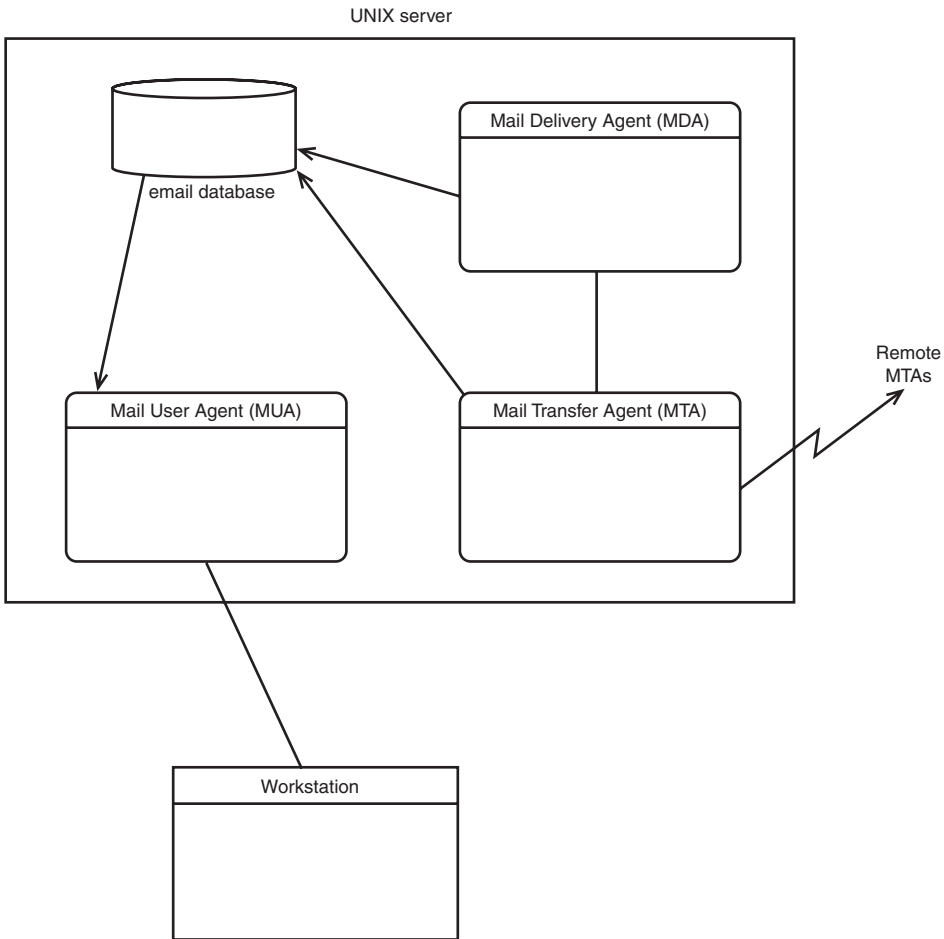 UNIX server
Mail Delivery Agent (MDA)
email database
Remote
MTAs
Mail User Agent (MUA)
Mail Transfer Agent (MTA)
Workstation